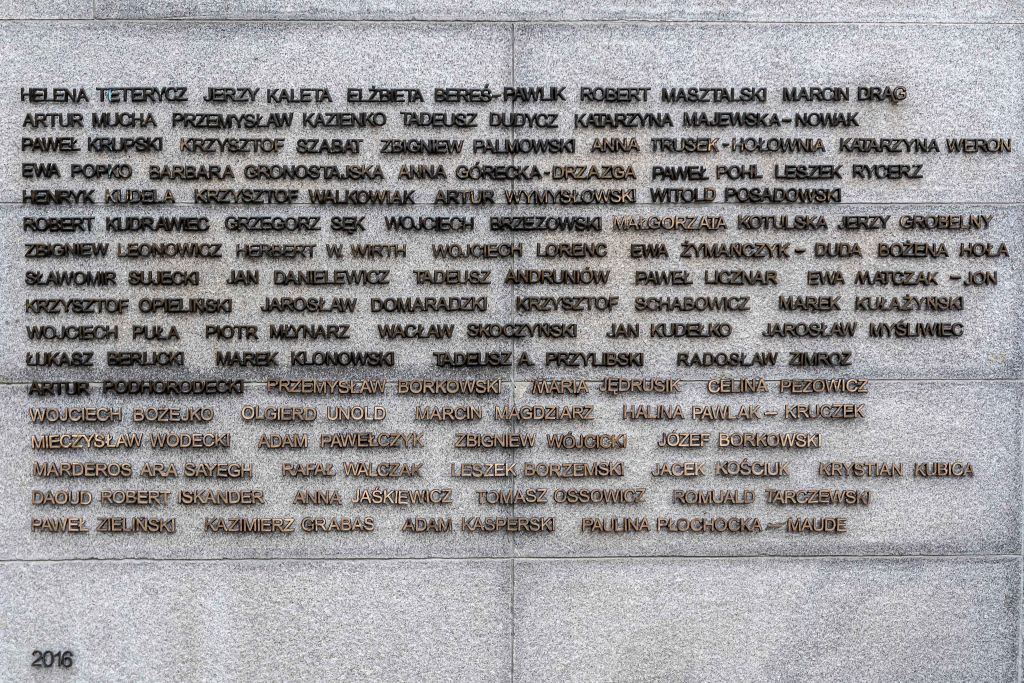 HELENA TETERYCZ JERZY KALETA ELŻBIETA BEREŚ-PAWLIK ROBERT MASZTALSKI MARCIN DRĄG
ARTUR MUCHA PRZEMYSŁAW KAZIENKO TADEUSZ DUDYCZ KATARZYNA MAJEWSKA-NOWAK
PAWEŁ KRUPSKI KRZYSZTOF SZABAT ZBIGNIEW PALMOWSKI ANNA TRUSEK-HOŁOWNIA KATARZYNA WERON
EWA POPKO BARBARA GRONOSTAJSKA ANNA GÓRECKA-DRZAZGA PAWEŁ POHL LESZEK RYCERZ
HENRYK KUDELA KRZYSZTOF WALKOWIAK ARTUR WYMYSŁOWSKI WITOLD POSADOWSKI
ROBERT KUDRAWIEC GRZEGORZ SĘK WOJCIECH BRZEZOWSKI MAŁGORZATA KOTULSKA JERZY GROBELNY
ZBIGNIEW LEONOWICZ HERBERT W. WIRTH WOJCIECH LORENC EWA ŻYMAŃCZYK- DUDA BOŻENA HOŁA
SŁAWOMIR SUJECKI JAN DANIELEWICZ TADEUSZ ANDRUNIÓW PAWEŁ LICZNAR EWA MATCZAK -JON
KRZYSZTOF OPIELIŃSKI JAROSŁAW DOMARADZKI KRZYSZTOF SCHABOWICZ MAREK KUŁAŻYŃSKI
WOJCIECH PUŁA PIOTR MŁYNARZ WACŁAW SKOCZYŃSKI JAN KUDEŁKO JAROSŁAW MYŚLIWIEC
ŁUKASZ BERLICKI MAREK KLONOWSKI TADEUSZ A. PRZYLIBSKI RADOSŁAW ZIMROZ
ARTUR PODHORODECKI PRZEMYSŁAW BORKOWSKI MARIA JĘDRUSIK CELINA PEZOWICZ
WOJCIECH BOŻEJKO OLGIERD UNOLD MARCIN MAGDZIARZ HALINA PAWLAK-KRUCZEK
MIECZYSŁAW WODECKI ADAM PAWEŁCZYK ZBIGNIEW WÓJCICKI JÓZEF BORKOWSKI
MARDEROS ARA SAYEGH RAFAŁ WALCZAK LESZEK BORZEMSKI JACEK KOŚCIUK KRYSTIAN KUBICA
DAOUD ROBERT ISKANDER ANNA JAŚKIEWICZ TOMASZ OSSOWICZ ROMUALD TARCZEWSKI
PAWEŁ ZIELIŃSKI KAZIMIERZ GRABAS ADAM KASPERSKI PAULINA PŁOCHOCKA-MAUDE
2016